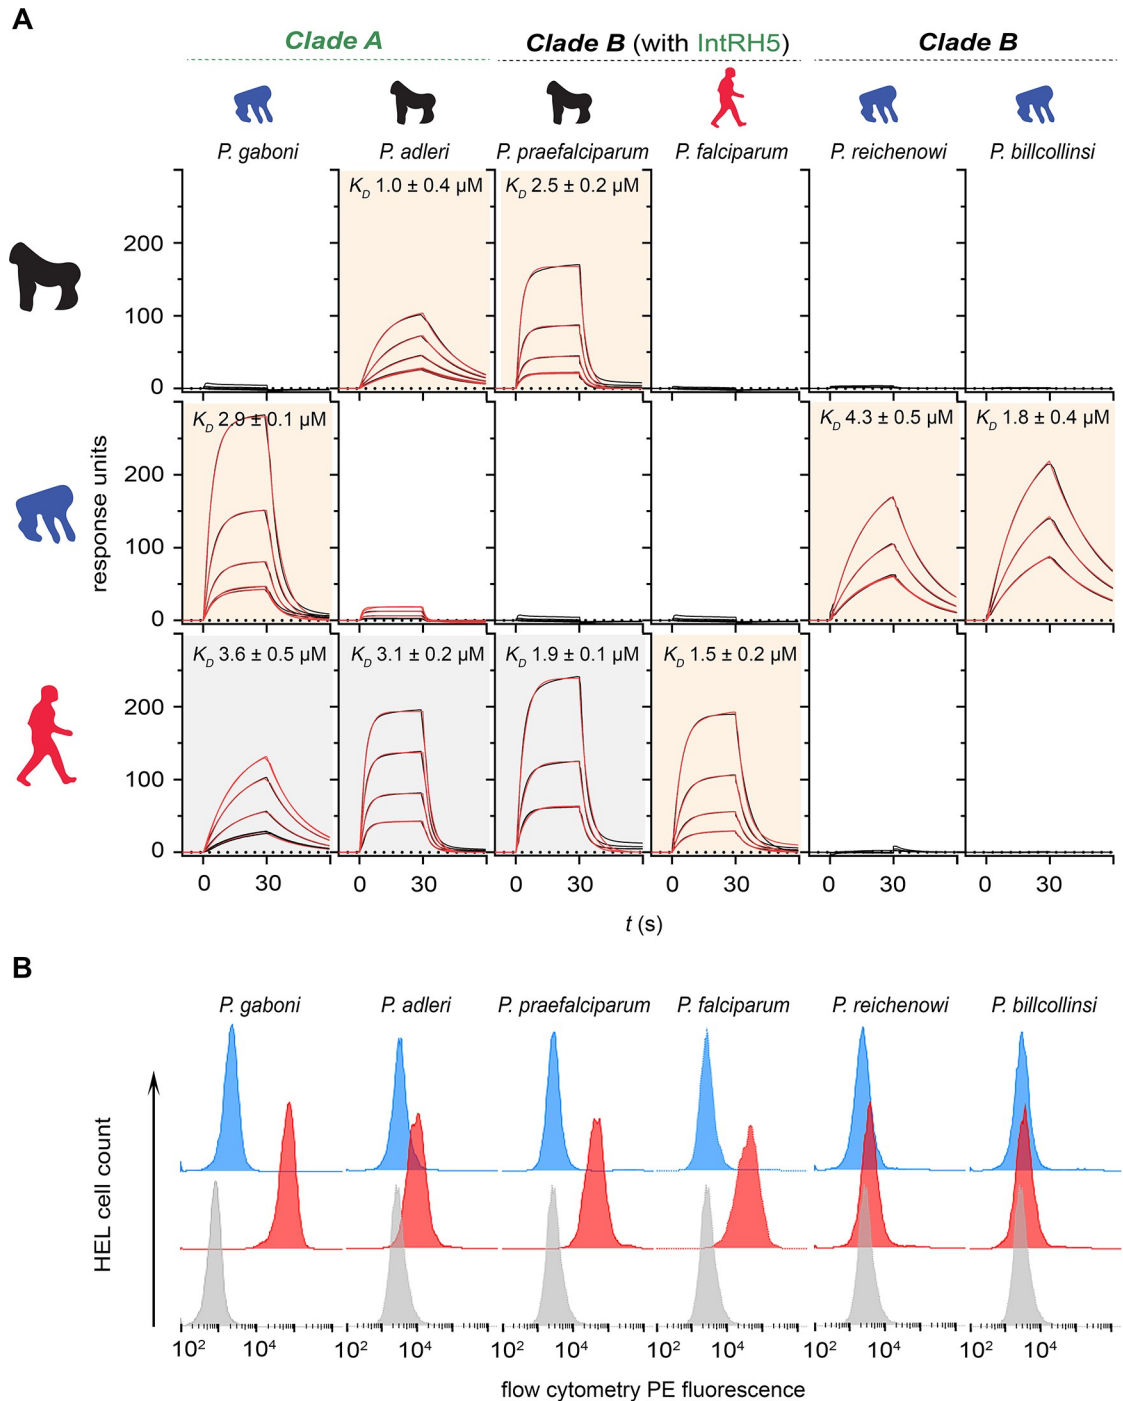 A
Clade A
Clade B (with IntRH5)
Clade B
P. gaboni
P. adleri
P. praefalciparum
P. falciparum
P. reichenowi
P. billcollinsi
response units
200
100
0
K_D 1.0 ± 0.4 µM
K_D 2.5 ± 0.2 µM
200
100
0
K_D 2.9 ± 0.1 µM
K_D 4.3 ± 0.5 µM
K_D 1.8 ± 0.4 µM
200
100
0
K_D 3.6 ± 0.5 µM
K_D 3.1 ± 0.2 µM
K_D 1.9 ± 0.1 µM
K_D 1.5 ± 0.2 µM
0 30 0 30 0 30 0 30 0 30 0 30
t (s)
B
P. gaboni
P. adleri
P. praefalciparum
P. falciparum
P. reichenowi
P. billcollinsi
HEL cell count
10² 10⁴ 10² 10⁴ 10² 10⁴ 10² 10⁴ 10² 10⁴ 10² 10⁴
flow cytometry PE fluorescence